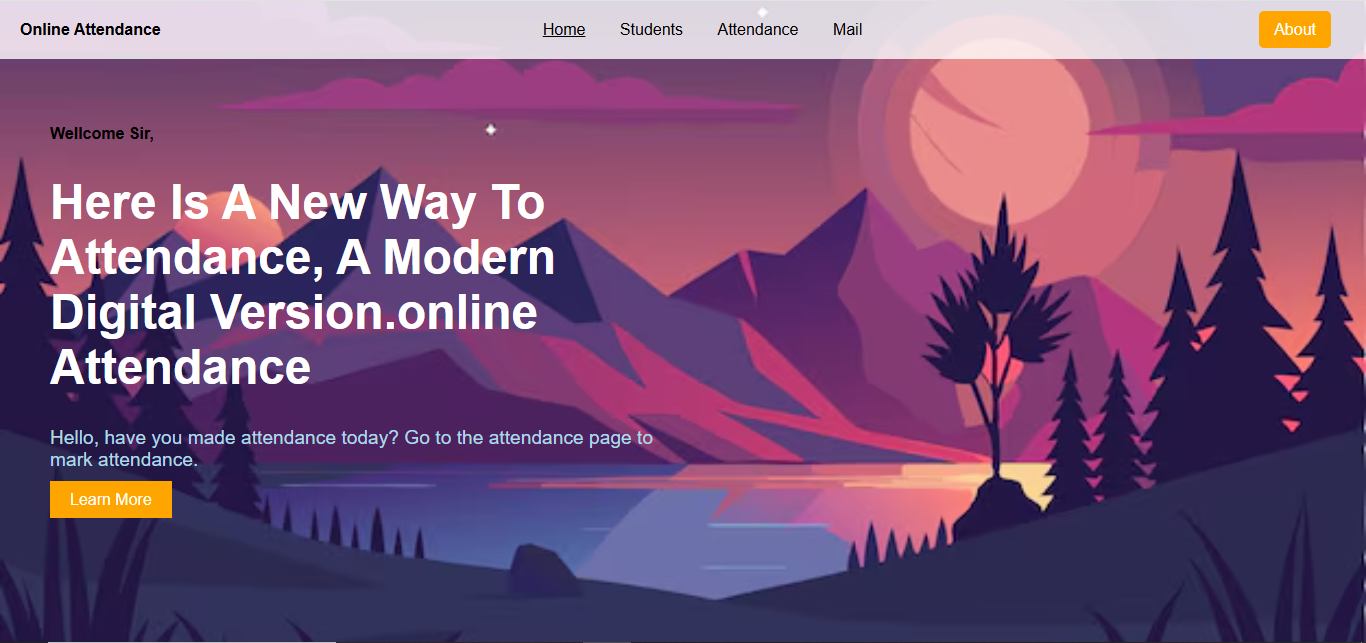 Online Attendance
Home Students Attendance Mail
About
Wellcome Sir,
Here Is A New Way To
Attendance, A Modern
Digital Version.online
Attendance
Hello, have you made attendance today? Go to the attendance page to
mark attendance.
Learn More